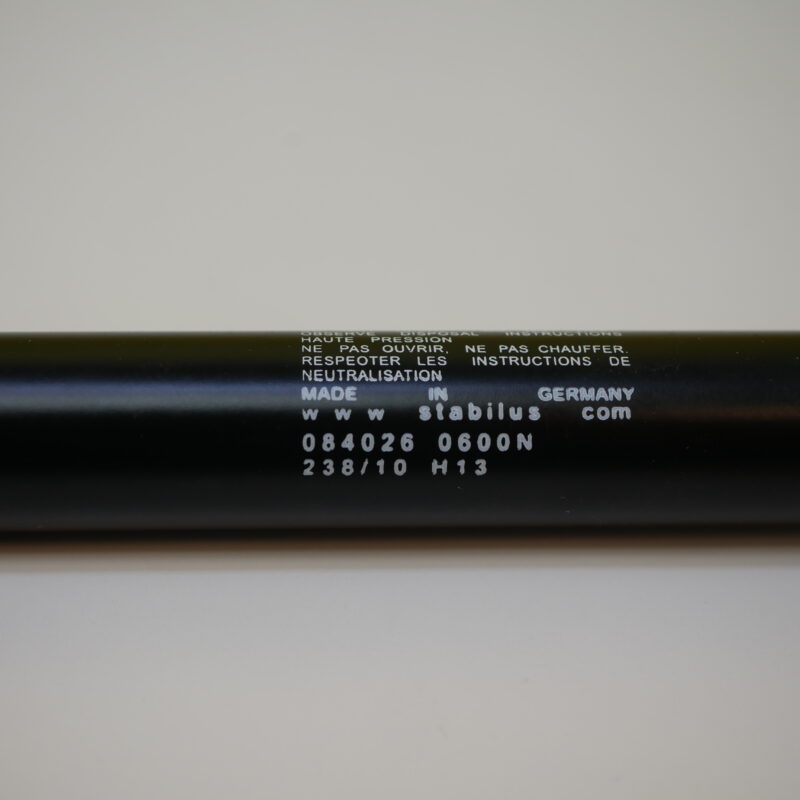 OBSERVE DISPOSAL INSTRUCTIONS
HAUTE PRESSION
NE PAS OUVRIR, NE PAS CHAUFFER.
RESPEOTER LES INSTRUCTIONS DE
NEUTRALISATION
MADE IN GERMANY
www stabilus com
084026 0600N
238/10 H13